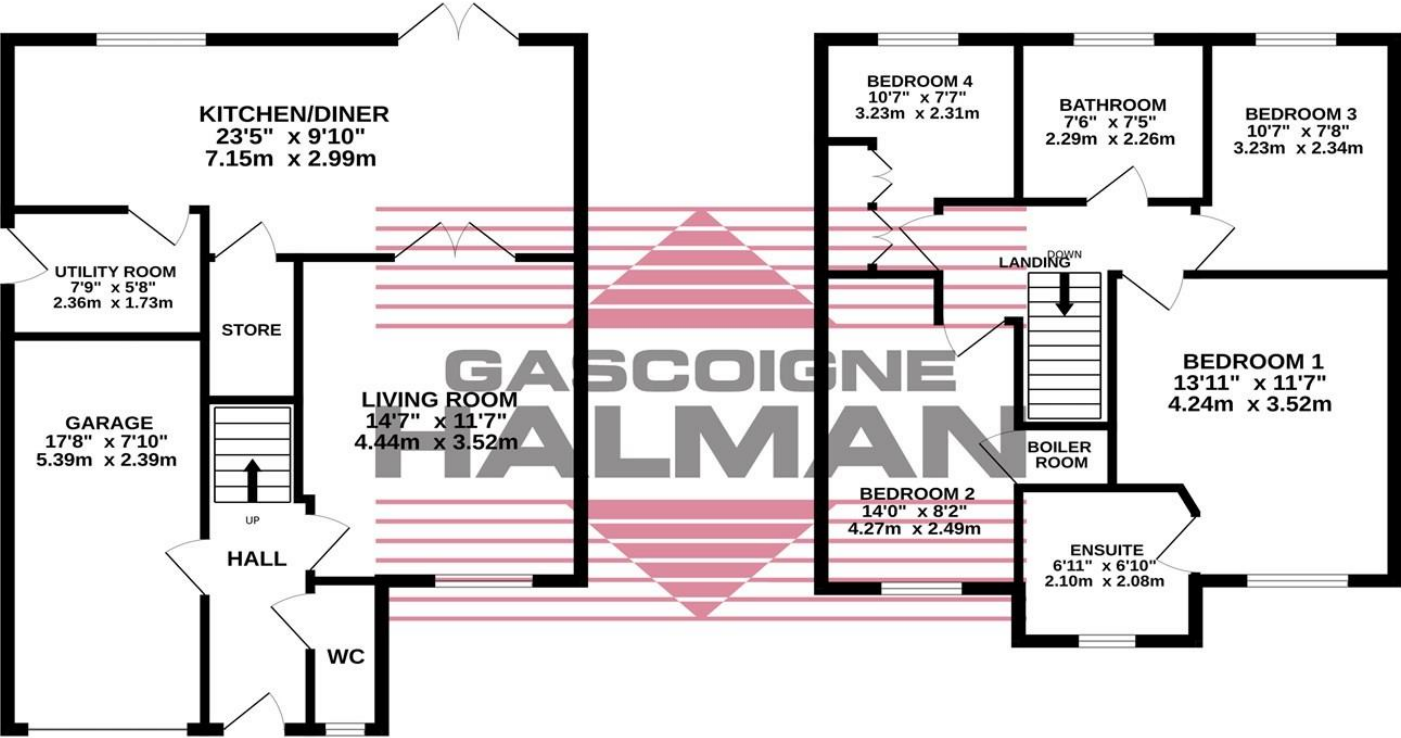 KITCHEN/DINER
23'5" x 9'10"
7.15m x 2.99m
UTILITY ROOM
7'9" x 5'8"
2.36m x 1.73m
STORE
GARAGE
17'8" x 7'10"
5.39m x 2.39m
LIVING ROOM
14'7" x 11'7"
4.44m x 3.52m
UP
HALL
WC
BEDROOM 4
10'7" x 7'7"
3.23m x 2.31m
BATHROOM
7'6" x 7'5"
2.29m x 2.26m
BEDROOM 3
10'7" x 7'8"
3.23m x 2.34m
DOWN
LANDING
BEDROOM 1
13'11" x 11'7"
4.24m x 3.52m
BOILER
ROOM
BEDROOM 2
14'0" x 8'2"
4.27m x 2.49m
ENSUITE
6'11" x 6'10"
2.10m x 2.08m
GASCOIGNE
HALMAN